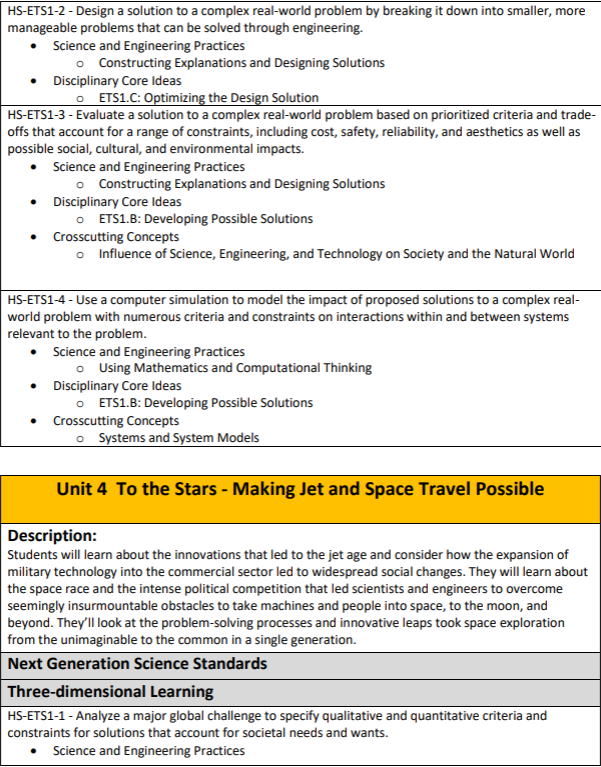 HS-ETS1-2 - Design a solution to a complex real-world problem by breaking it down into smaller, more
manageable problems that can be solved through engineering.
• Science and Engineering Practices
o Constructing Explanations and Designing Solutions
• Disciplinary Core Ideas
o ETS1.C: Optimizing the Design Solution
HS-ETS1-3 - Evaluate a solution to a complex real-world problem based on prioritized criteria and trade-
offs that account for a range of constraints, including cost, safety, reliability, and aesthetics as well as
possible social, cultural, and environmental impacts.
• Science and Engineering Practices
o Constructing Explanations and Designing Solutions
• Disciplinary Core Ideas
o ETS1.B: Developing Possible Solutions
• Crosscutting Concepts
o Influence of Science, Engineering, and Technology on Society and the Natural World
HS-ETS1-4 - Use a computer simulation to model the impact of proposed solutions to a complex real-
world problem with numerous criteria and constraints on interactions within and between systems
relevant to the problem.
• Science and Engineering Practices
o Using Mathematics and Computational Thinking
• Disciplinary Core Ideas
o ETS1.B: Developing Possible Solutions
• Crosscutting Concepts
o Systems and System Models
Unit 4 To the Stars - Making Jet and Space Travel Possible
Description:
Students will learn about the innovations that led to the jet age and consider how the expansion of
military technology into the commercial sector led to widespread social changes. They will learn about
the space race and the intense political competition that led scientists and engineers to overcome
seemingly insurmountable obstacles to take machines and people into space, to the moon, and
beyond. They'll look at the problem-solving processes and innovative leaps took space exploration
from the unimaginable to the common in a single generation.
Next Generation Science Standards
Three-dimensional Learning
HS-ETS1-1 - Analyze a major global challenge to specify qualitative and quantitative criteria and
constraints for solutions that account for societal needs and wants.
• Science and Engineering Practices